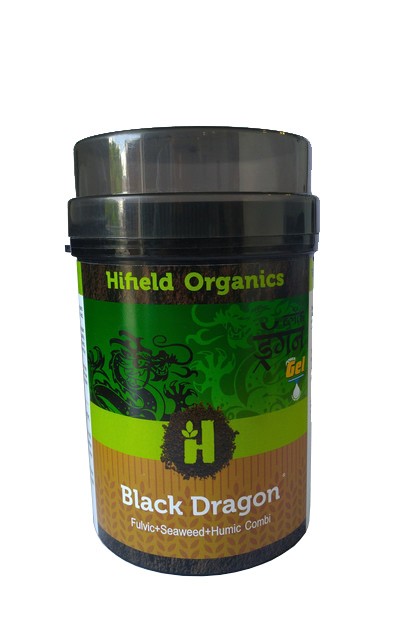 Hifield Organics
ड्रॅगन
Gel
H
Black Dragon
Fulvic+Seaweed+Humic Combi